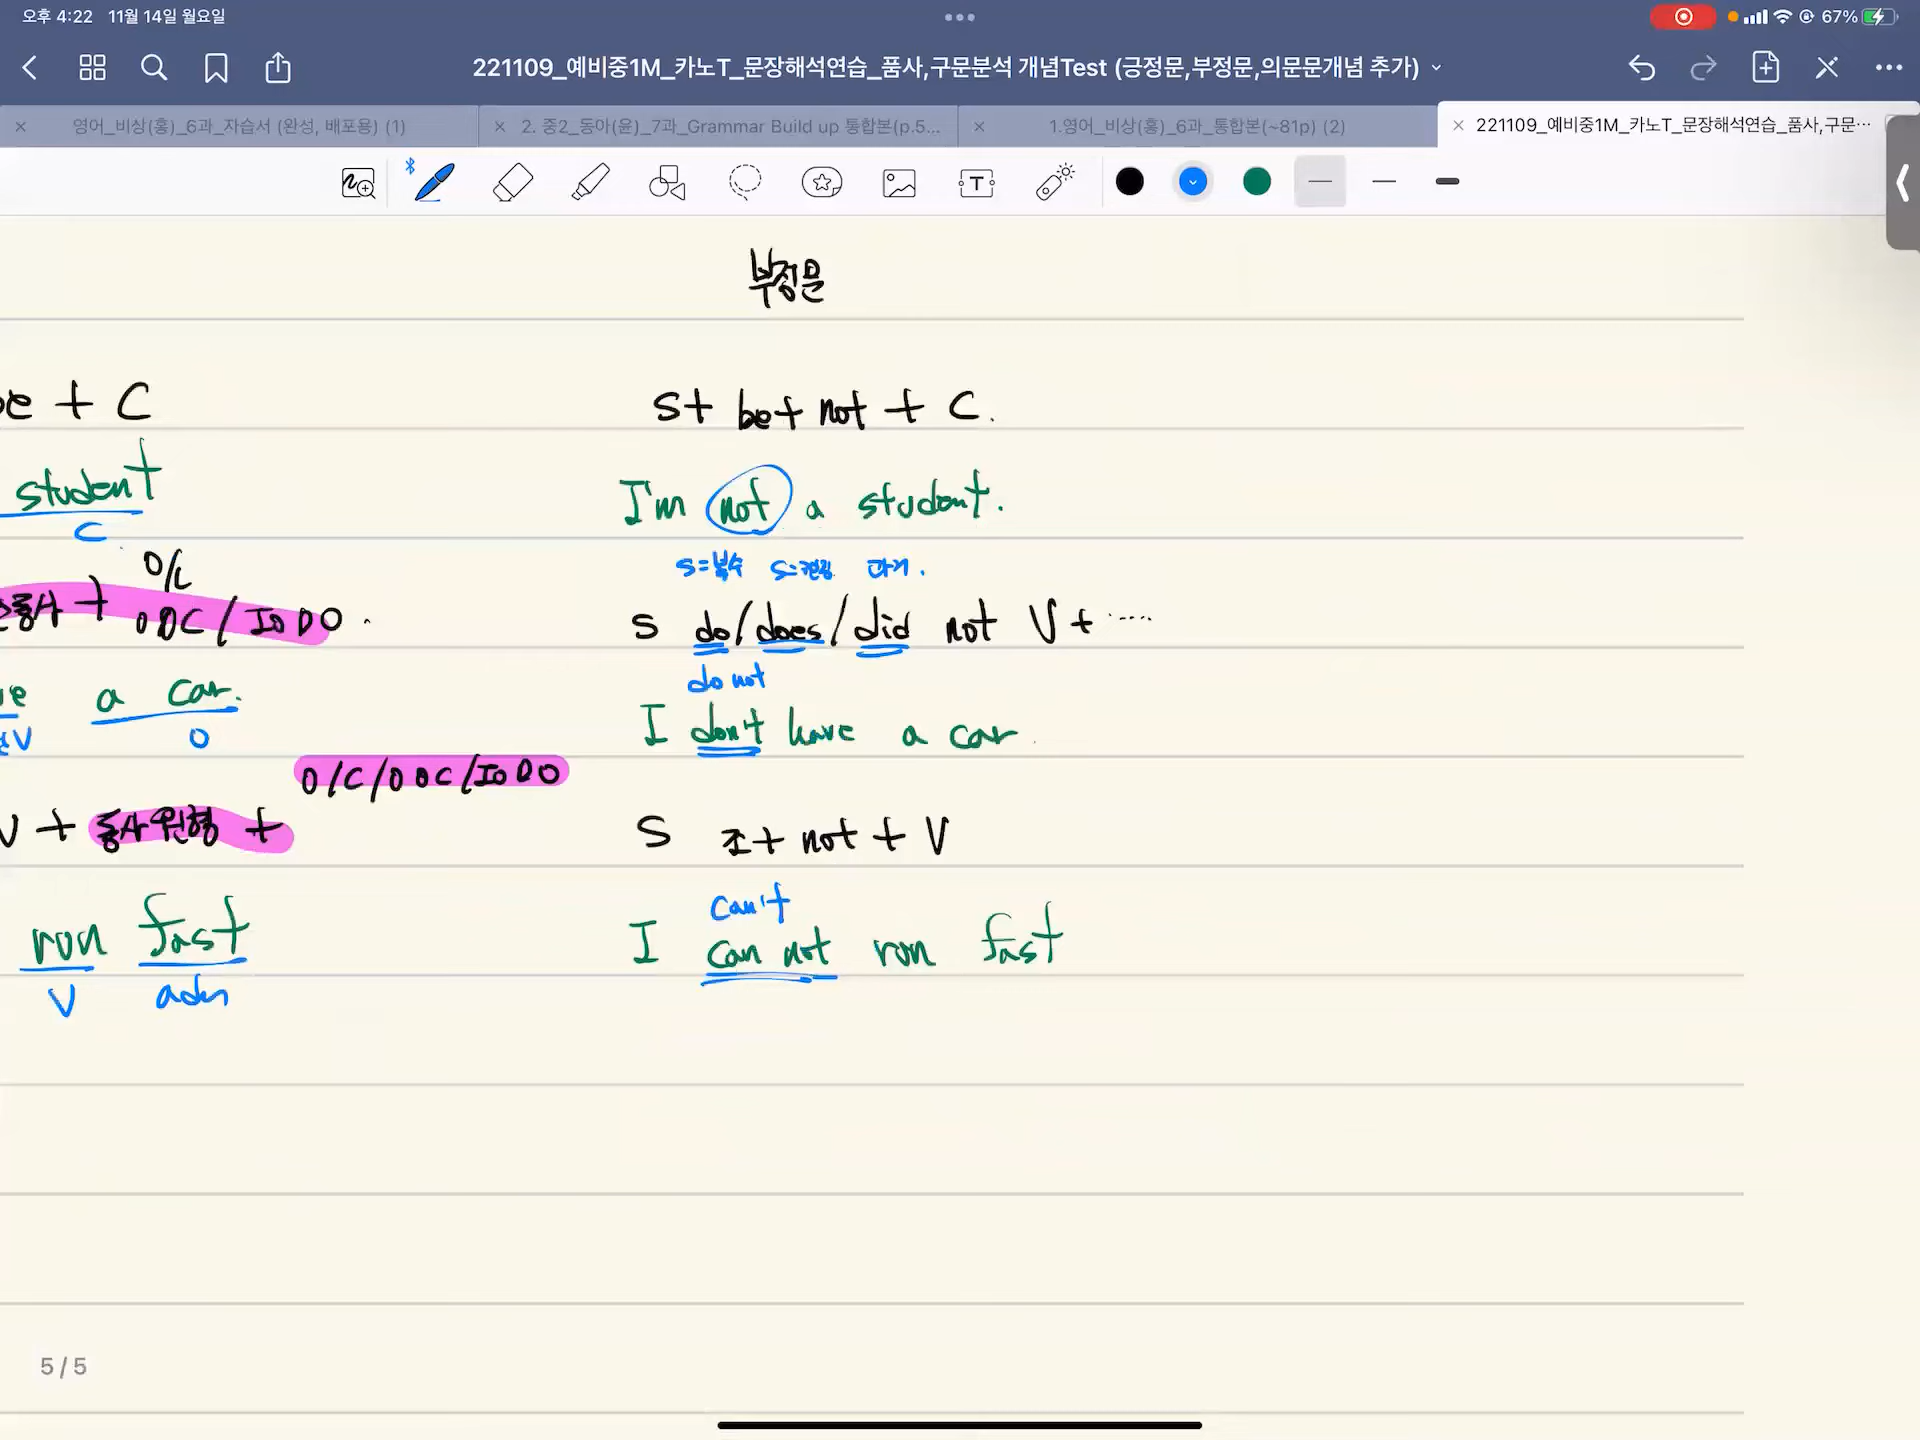 오후 4:22 11월 14일 월요일
67%
221109_예비중1M_카노T_문장해석연습_품사,구문분석 개념Test (긍정문,부정문,의문문개념 추가)
영어_비상(홍)_6과_자습서 (완성, 배포용) (1)
2. 중2_동아(윤)_7과_Grammar Build up 통합본(p.5...
1.영어_비상(홍)_6과_통합본(~81p) (2)
221109_예비중1M_카노T_문장해석연습_품사,구문…
부정문
be + C
S+ be+ not + C.
student
I'm not a student.
C
O/C
S=복수 과거.
동사 + OOC / IODO.
S do/does/did not V + ....
do not
a car.
I don't have a car.
V O
O/C/OOC/IODO
V + 동사원형 +
S 조+ not + V
can't
run fast
I can not run fast
V adv
5 / 5